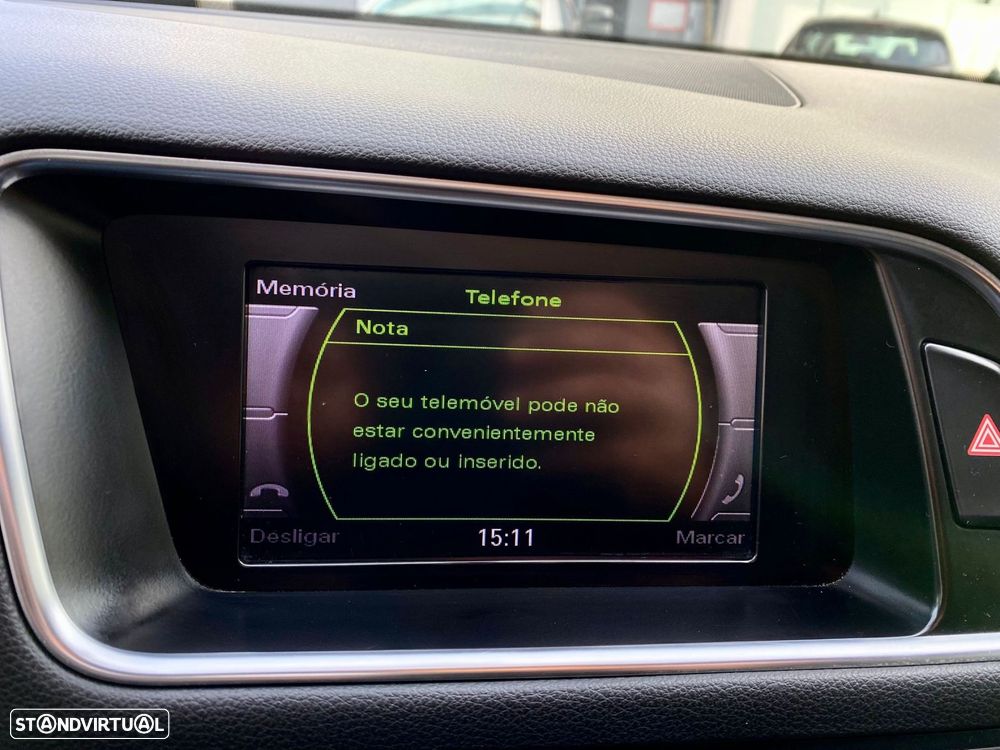 Memória
Telefone
Nota
O seu telemóvel pode não
estar convenientemente
ligado ou inserido.
Desligar
15:11
Marcar
STANDVIRTUAL